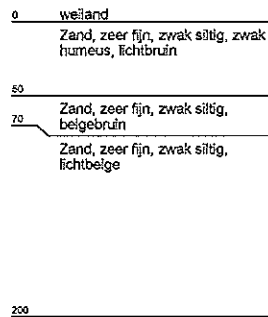 0 weiland
Zand, zeer fijn, zwak siltig, zwak
humeus, lichtbruin
50
Zand, zeer fijn, zwak siltig,
70 beigebruin
Zand, zeer fijn, zwak siltig,
lichtbeige
200